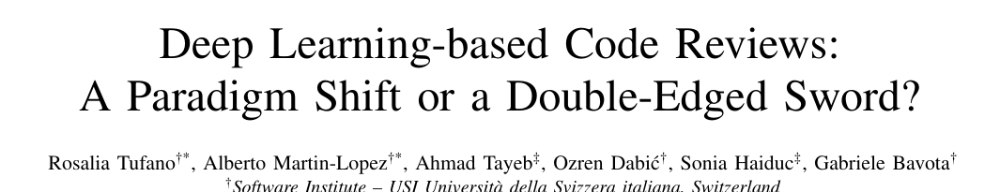 Deep Learning-based Code Reviews:
A Paradigm Shift or a Double-Edged Sword?
Rosalia Tufano†*, Alberto Martin-Lopez†*, Ahmad Tayeb‡, Ozren Dabić†, Sonia Haiduc‡, Gabriele Bavota†
†Software Institute – USI Università della Svizzera italiana, Switzerland